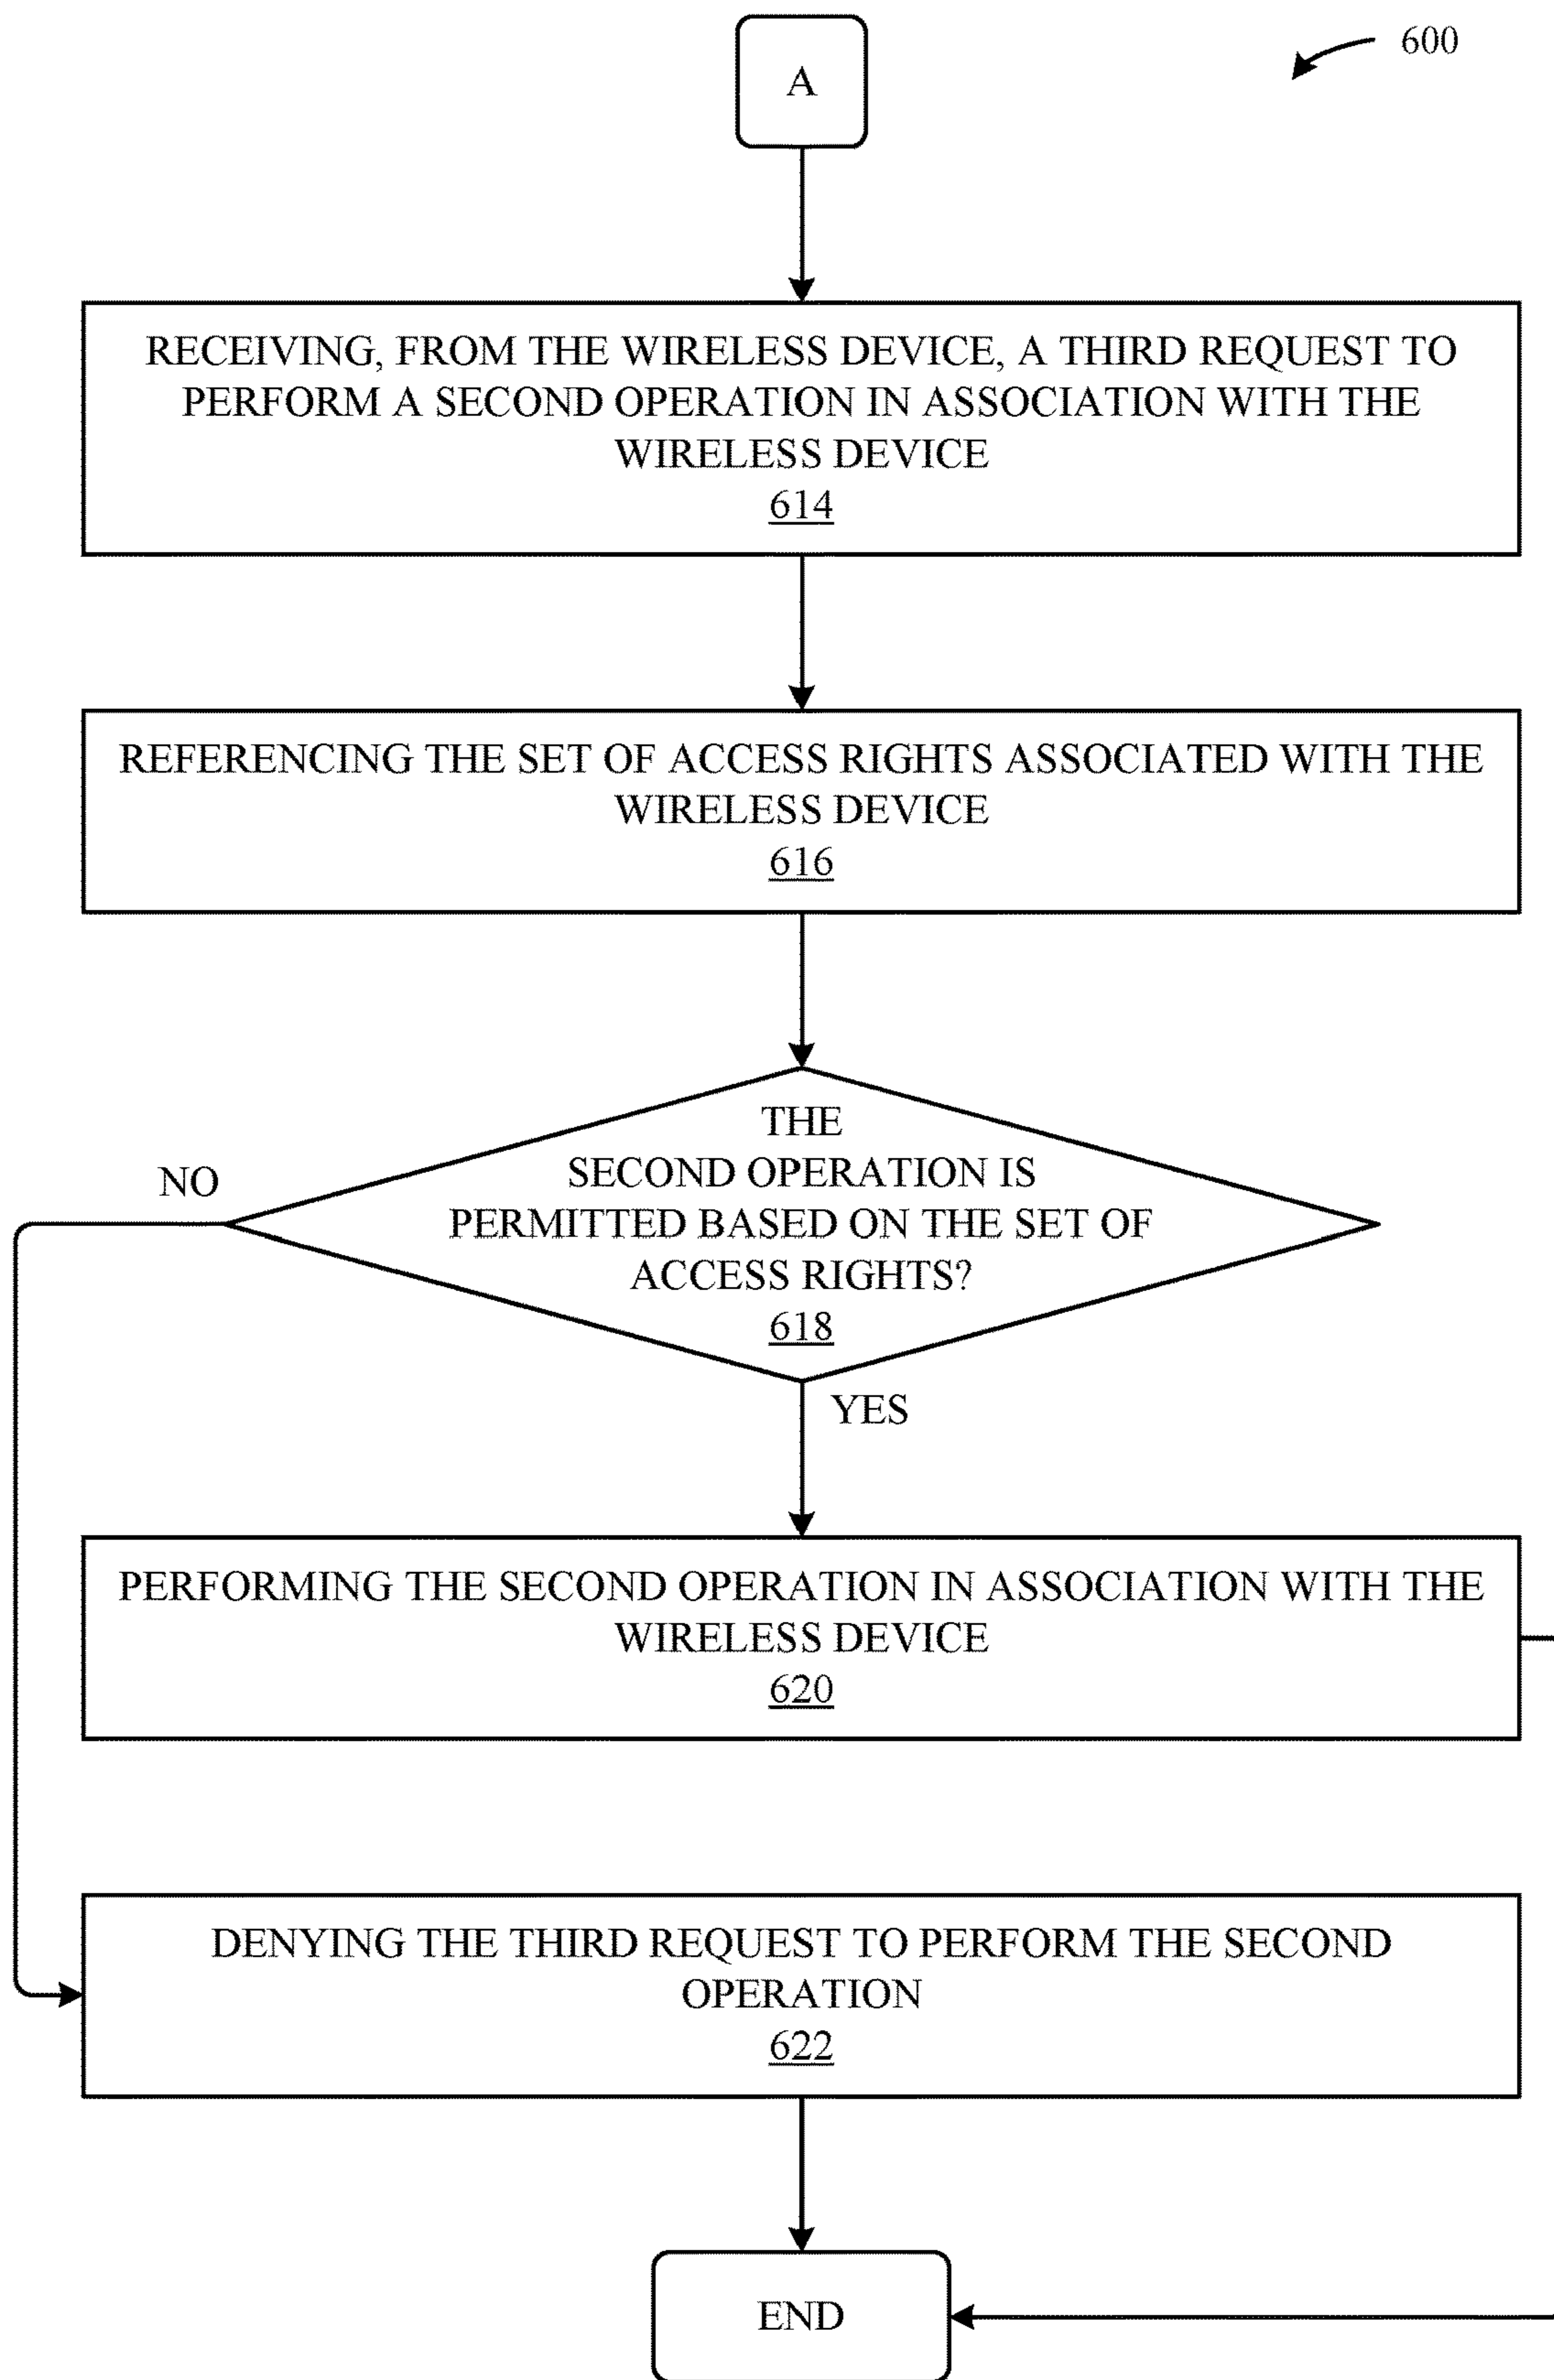 600
A
RECEIVING, FROM THE WIRELESS DEVICE, A THIRD REQUEST TO
PERFORM A SECOND OPERATION IN ASSOCIATION WITH THE
WIRELESS DEVICE
614
REFERENCING THE SET OF ACCESS RIGHTS ASSOCIATED WITH THE
WIRELESS DEVICE
616
THE
SECOND OPERATION IS
PERMITTED BASED ON THE SET OF
ACCESS RIGHTS?
618
NO
YES
PERFORMING THE SECOND OPERATION IN ASSOCIATION WITH THE
WIRELESS DEVICE
620
DENYING THE THIRD REQUEST TO PERFORM THE SECOND
OPERATION
622
END